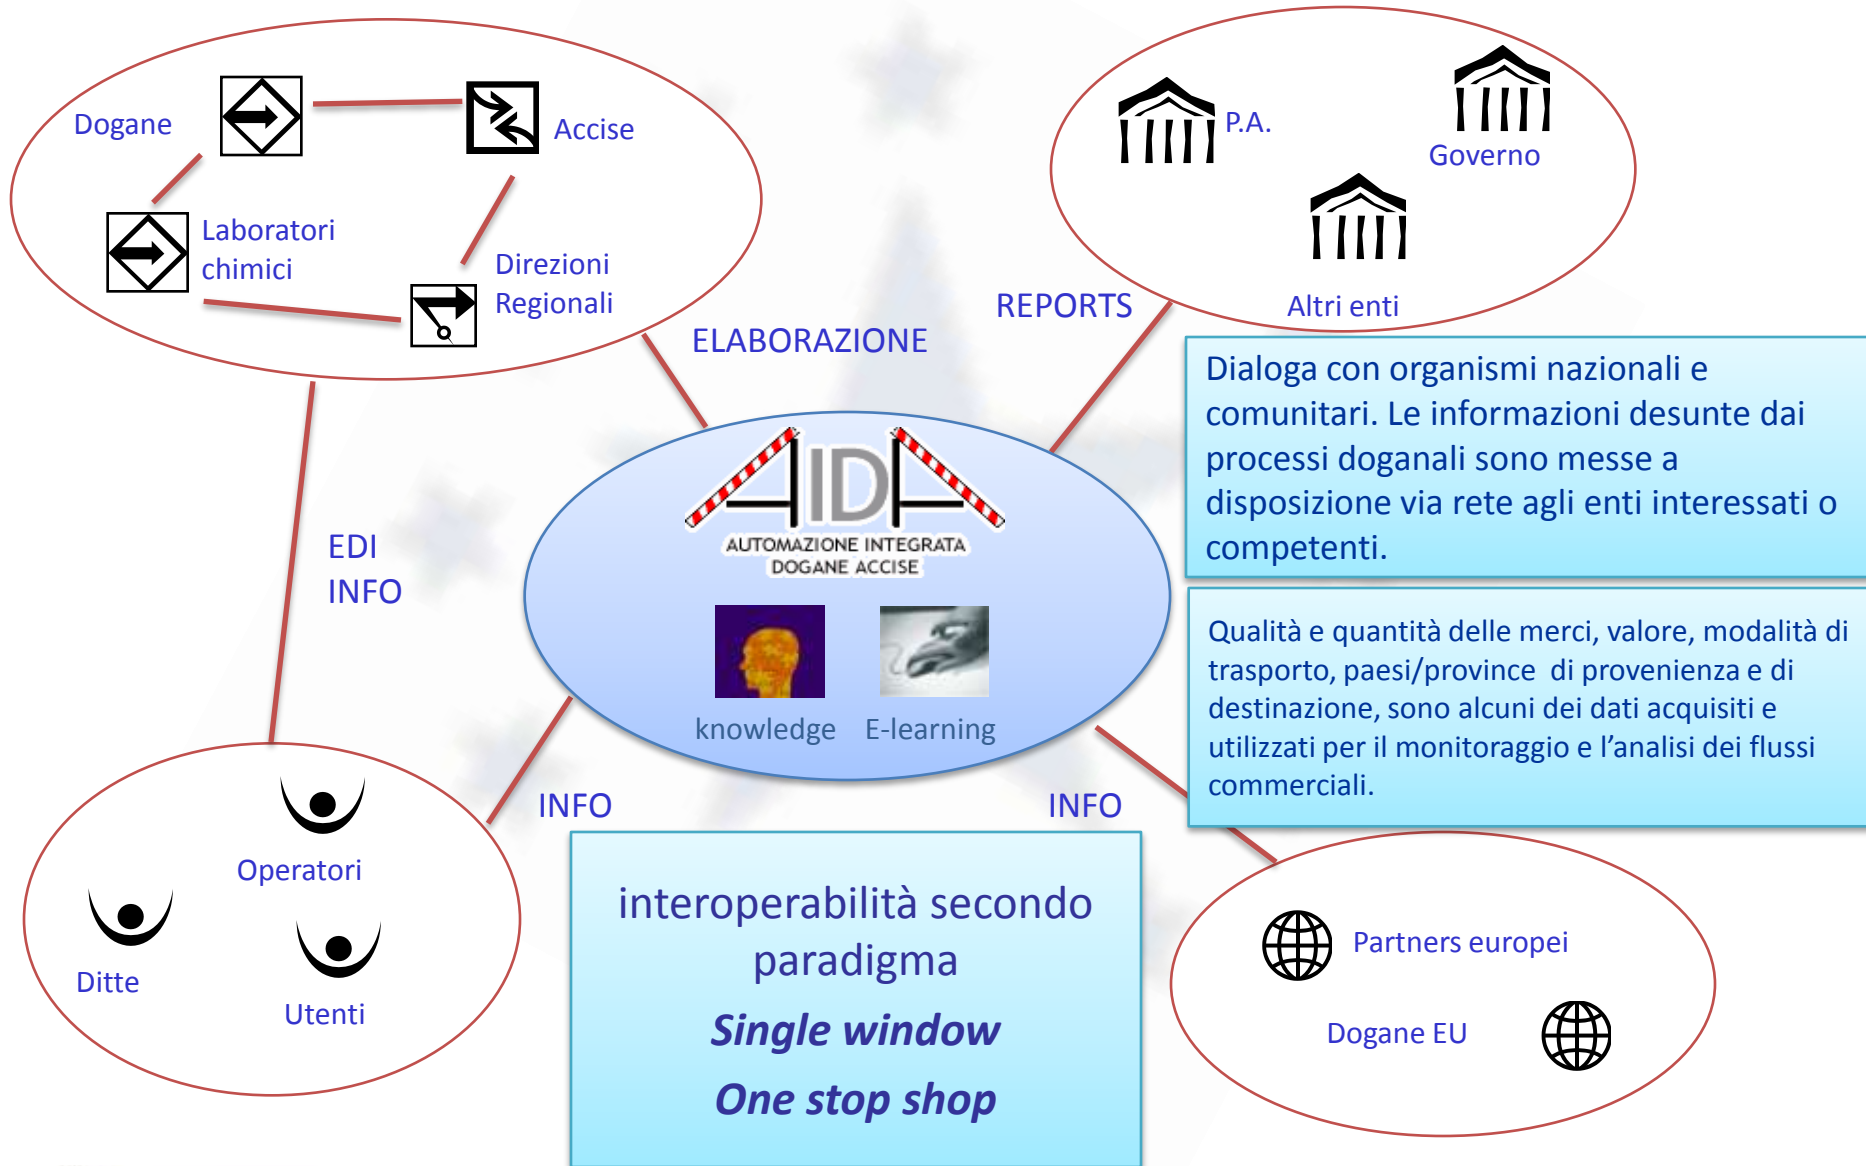 Dogane
Accise
Laboratori
chimici
Direzioni
Regionali
P.A.
Governo
Altri enti
REPORTS
ELABORAZIONE
Dialoga con organismi nazionali e
comunitari. Le informazioni desunte dai
processi doganali sono messe a
disposizione via rete agli enti interessati o
competenti.
AIDA
AUTOMAZIONE INTEGRATA
DOGANE ACCISE
EDI
INFO
knowledge
E-learning
Qualità e quantità delle merci, valore, modalità di
trasporto, paesi/province di provenienza e di
destinazione, sono alcuni dei dati acquisiti e
utilizzati per il monitoraggio e l’analisi dei flussi
commerciali.
INFO
INFO
Operatori
Ditte
Utenti
interoperabilità secondo
paradigma
Single window
One stop shop
Partners europei
Dogane EU